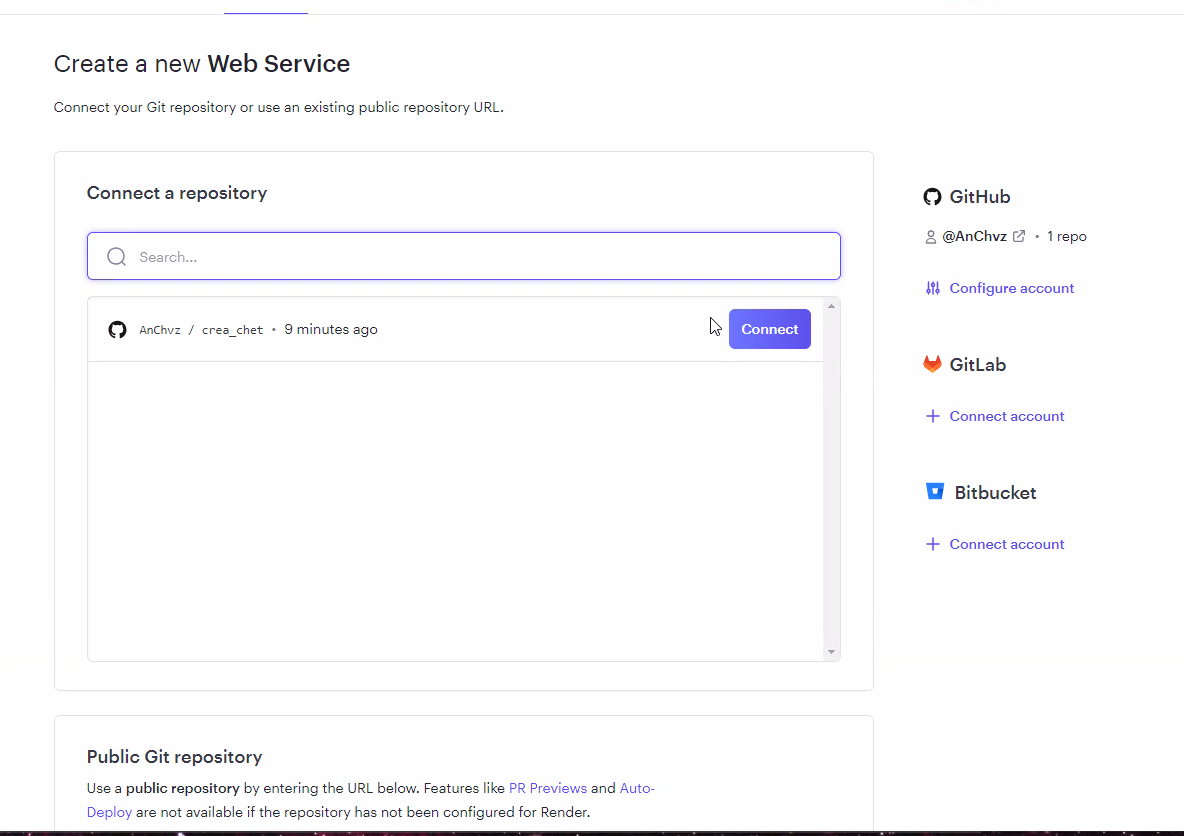 Create a new Web Service
Connect your Git repository or use an existing public repository URL.
Connect a repository
Search...
AnChvz / crea_chet • 9 minutes ago
Connect
GitHub
@AnChvz • 1 repo
Configure account
GitLab
Connect account
Bitbucket
Connect account
Public Git repository
Use a public repository by entering the URL below. Features like PR Previews and Auto-
Deploy are not available if the repository has not been configured for Render.